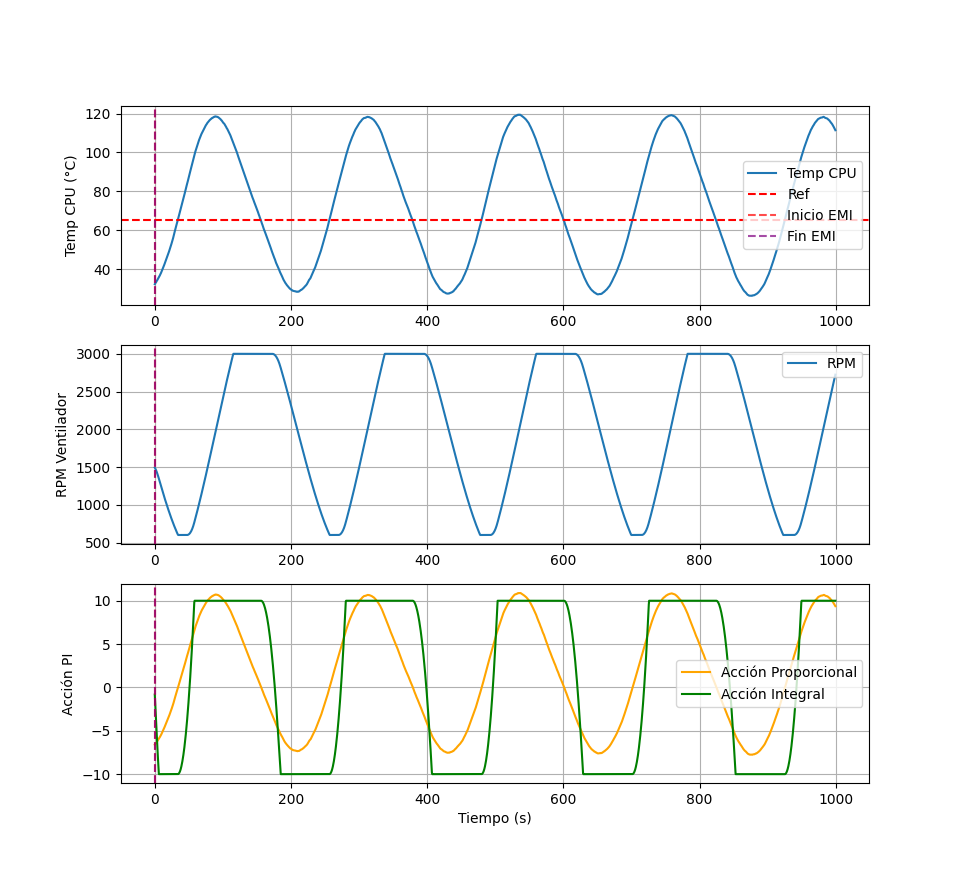 Temp CPU (°C)
120
100
80
60
40
Temp CPU
Ref
Inicio EMI
Fin EMI
0 200 400 600 800 1000
RPM Ventilador
3000
2500
2000
1500
1000
500
RPM
0 200 400 600 800 1000
Acción PI
10
5
0
−5
−10
Acción Proporcional
Acción Integral
0 200 400 600 800 1000
Tiempo (s)